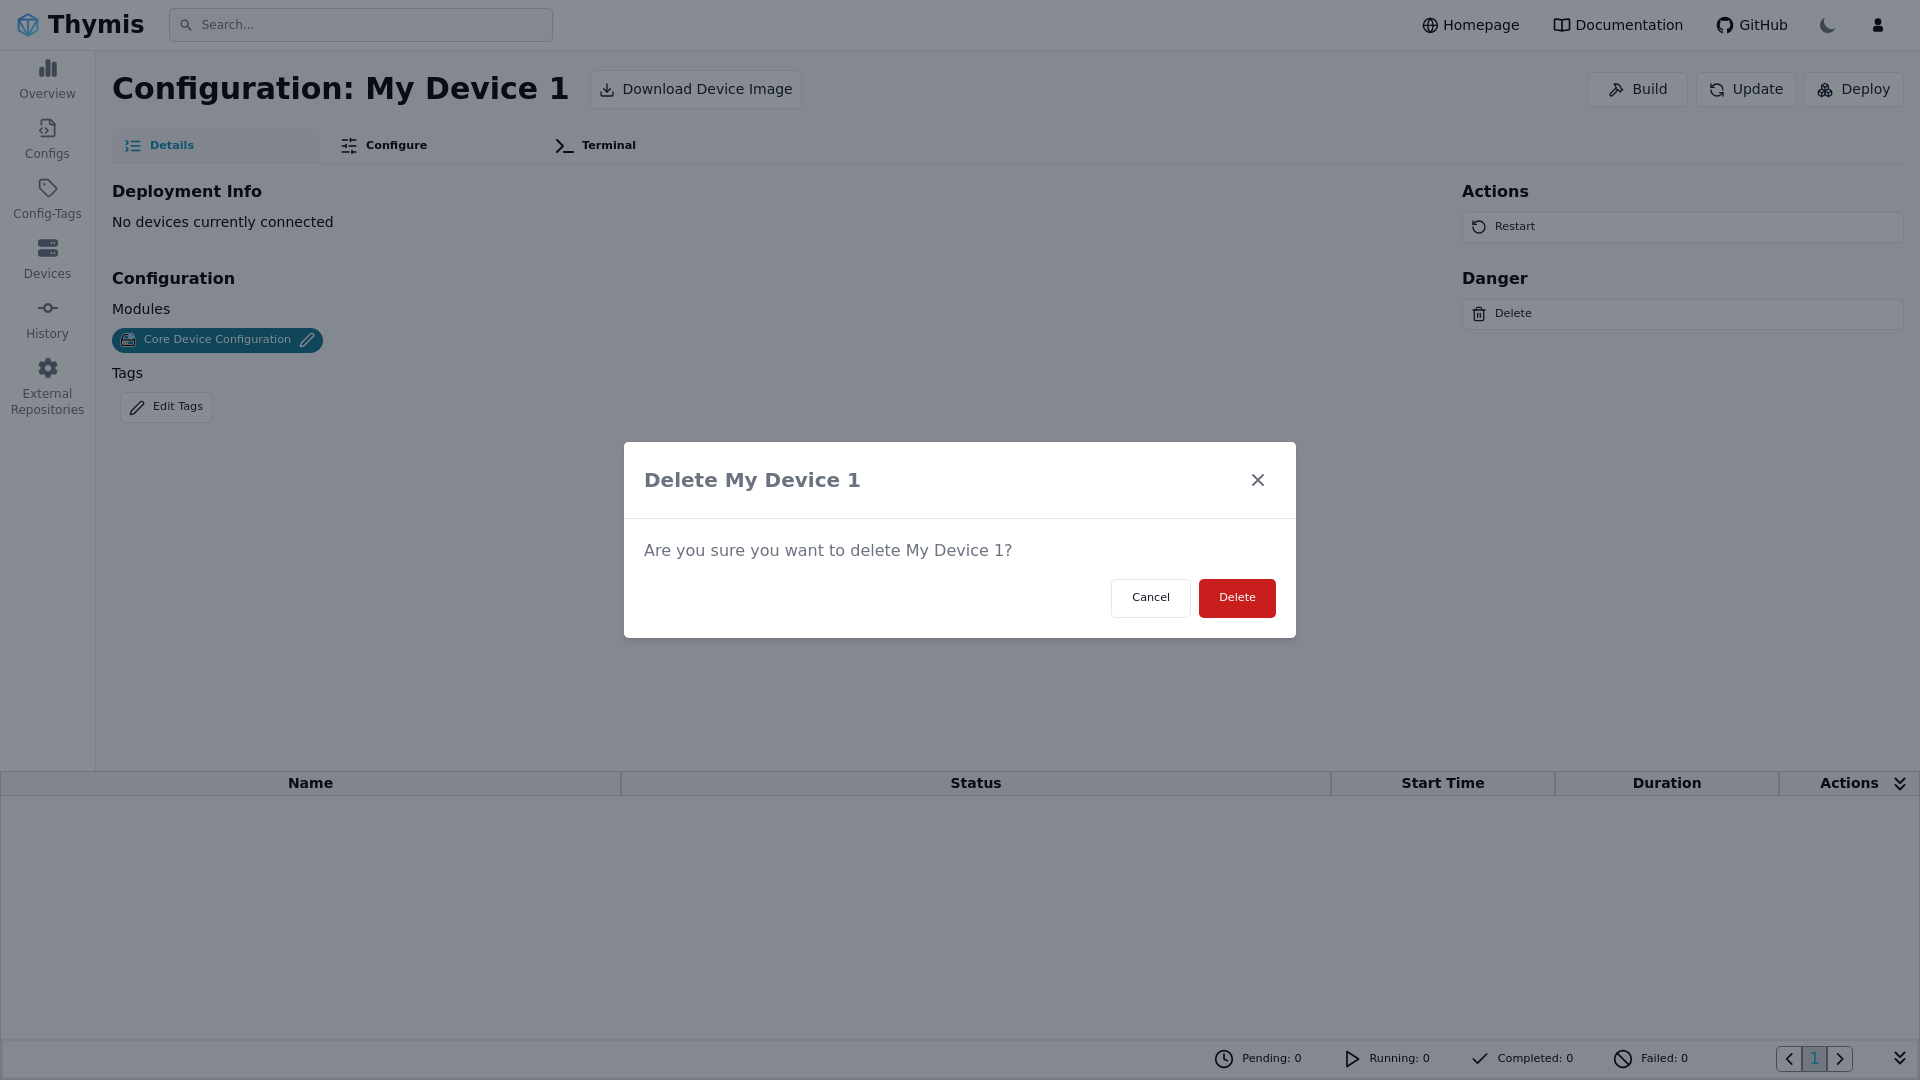 Thymis
Search...
Homepage
Documentation
GitHub
Overview
Configs
Config-Tags
Devices
History
External
Repositories
Configuration: My Device 1
Download Device Image
Build
Update
Deploy
Details
Configure
Terminal
Deployment Info
No devices currently connected
Configuration
Modules
Core Device Configuration
Tags
Edit Tags
Actions
Restart
Danger
Delete
Delete My Device 1
Are you sure you want to delete My Device 1?
Cancel
Delete
Name
Status
Start Time
Duration
Actions
Pending: 0
Running: 0
Completed: 0
Failed: 0
1